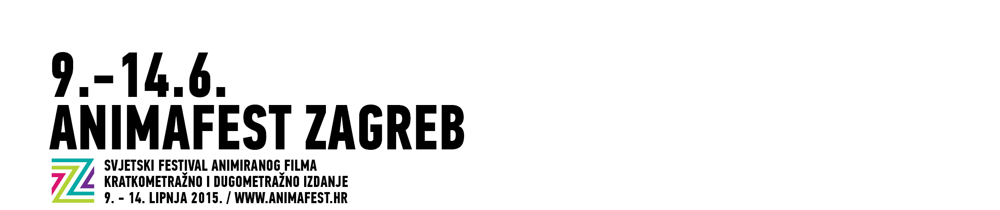 9.-14.6.
ANIMAFEST ZAGREB
SVJETSKI FESTIVAL ANIMIRANOG FILMA
KRATKOMETRAŽNO I DUGOMETRAŽNO IZDANJE
9. - 14. LIPNJA 2015. / WWW.ANIMAFEST.HR